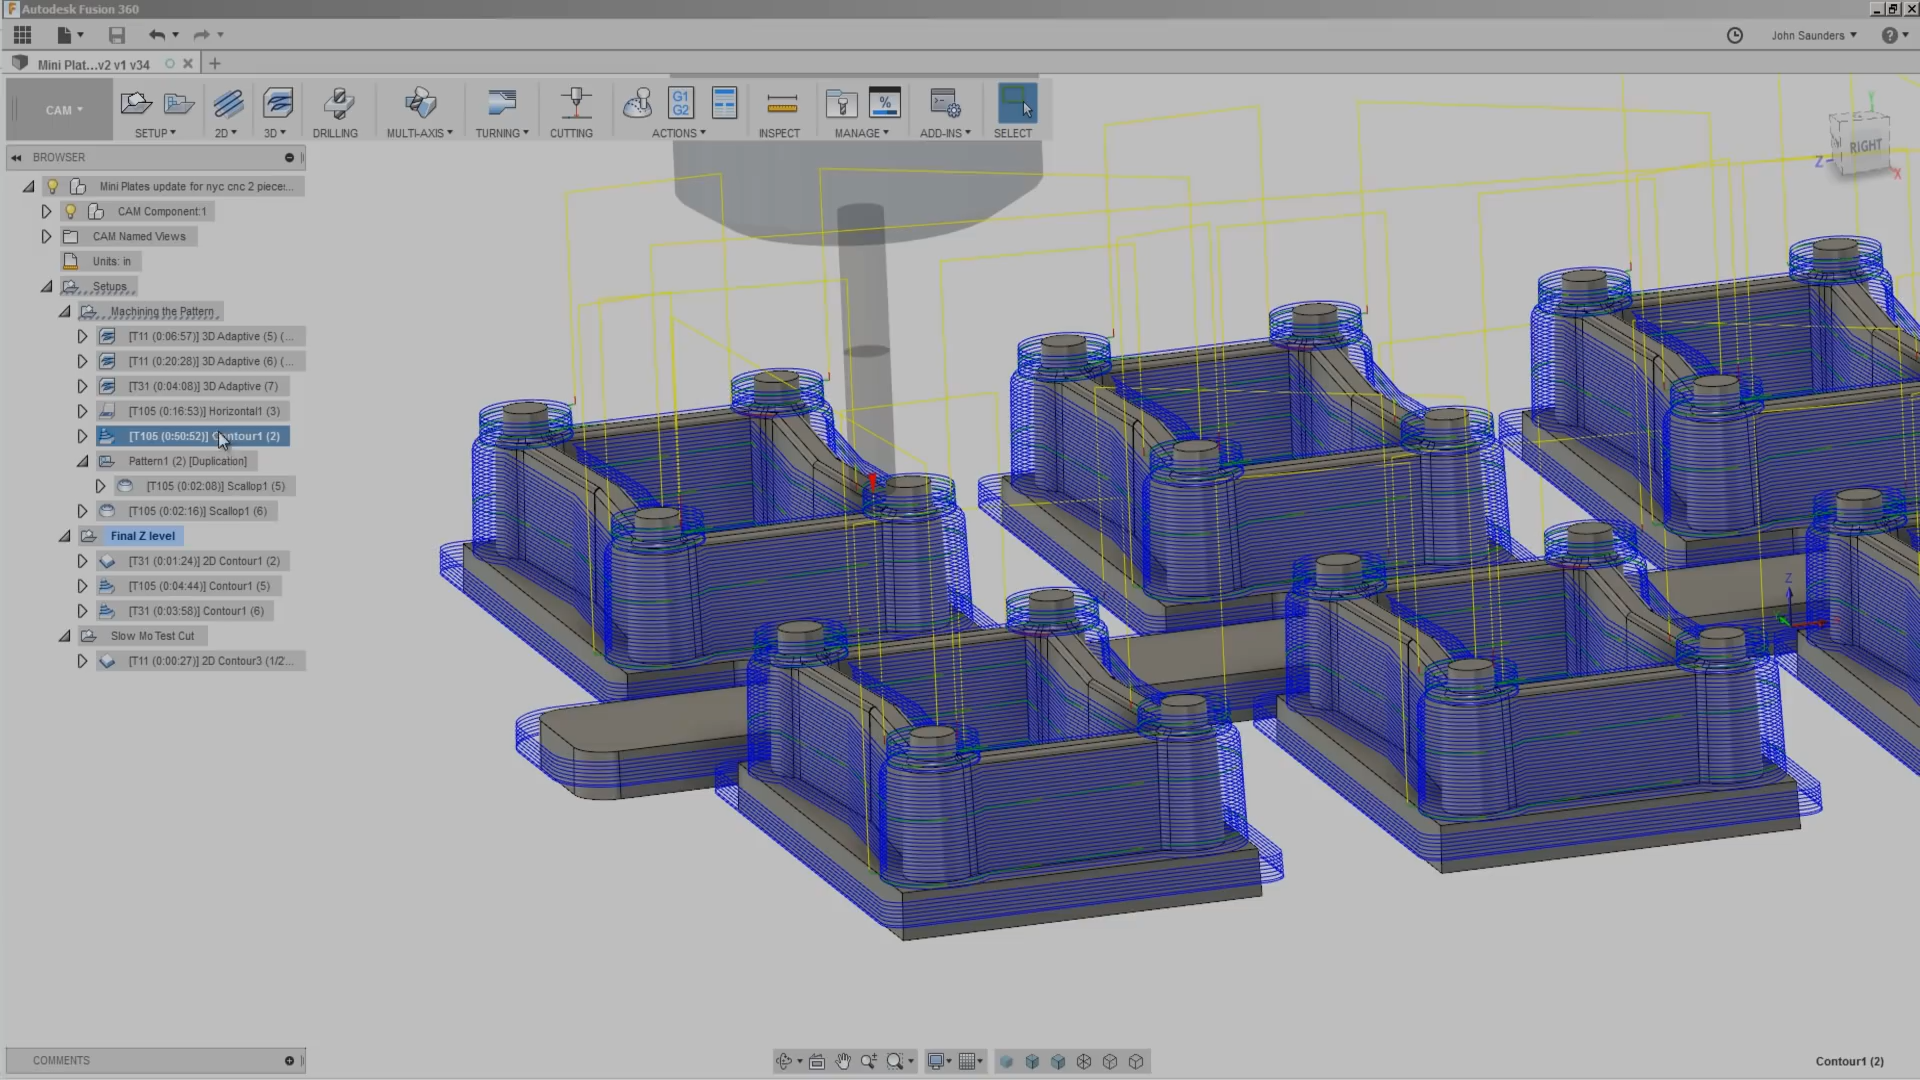 Autodesk Fusion 360
John Saunders
Mini Plat...v2 v1 v34
CAM
G1
G2
%
SETUP
2D
3D
DRILLING
MULTI-AXIS
TURNING
CUTTING
ACTIONS
INSPECT
MANAGE
ADD-INS
SELECT
Y
RIGHT
Z
X
BROWSER
Mini Plates update for nyc cnc 2 piece...
CAM Component:1
CAM Named Views
Units: in
Setups
Machining the Pattern
[T11 (0:06:57)] 3D Adaptive (5) (...
[T11 (0:20:28)] 3D Adaptive (6) (...
[T31 (0:04:08)] 3D Adaptive (7)
[T105 (0:16:53)] Horizontal1 (3)
[T105 (0:50:52)] Contour1 (2)
Pattern1 (2) [Duplication]
[T105 (0:02:08)] Scallop1 (5)
[T105 (0:02:16)] Scallop1 (6)
Final Z level
[T31 (0:01:24)] 2D Contour1 (2)
[T105 (0:04:44)] Contour1 (5)
[T31 (0:03:58)] Contour1 (6)
Slow Mo Test Cut
[T11 (0:00:27)] 2D Contour3 (1/2'...
Z
COMMENTS
Contour1 (2)